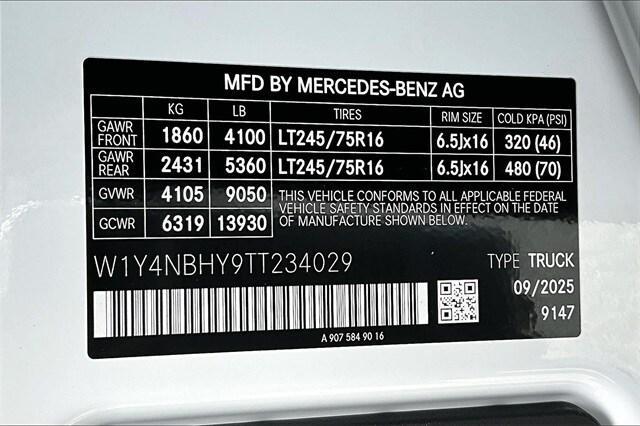 MFD BY MERCEDES-BENZ AG
KG LB TIRES RIM SIZE COLD KPA (PSI)
GAWR FRONT 1860 4100 LT245/75R16 6.5Jx16 320 (46)
GAWR REAR 2431 5360 LT245/75R16 6.5Jx16 480 (70)
GVWR 4105 9050 THIS VEHICLE CONFORMS TO ALL APPLICABLE FEDERAL
VEHICLE SAFETY STANDARDS IN EFFECT ON THE DATE
GCWR 6319 13930 OF MANUFACTURE SHOWN ABOVE.
W1Y4NBHY9TT234029 TYPE TRUCK
09/2025
9147
A 907 584 90 16